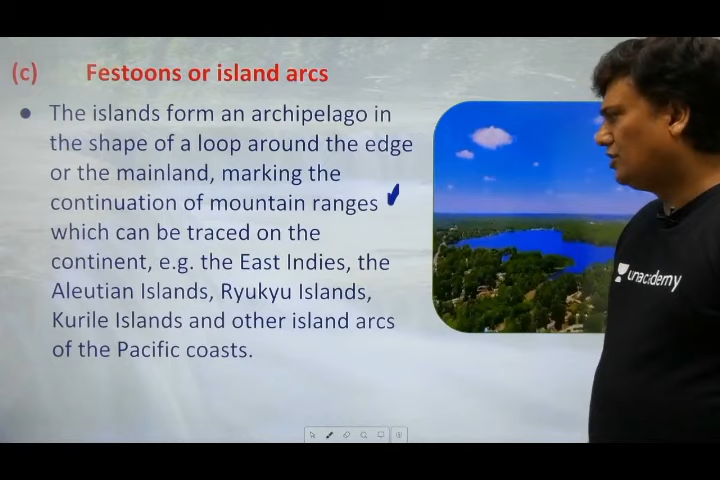 (c) Festoons or island arcs
• The islands form an archipelago in
the shape of a loop around the edge
or the mainland, marking the
continuation of mountain ranges
which can be traced on the
continent, e.g. the East Indies, the
Aleutian Islands, Ryukyu Islands,
Kurile Islands and other island arcs
of the Pacific coasts.
unacademy